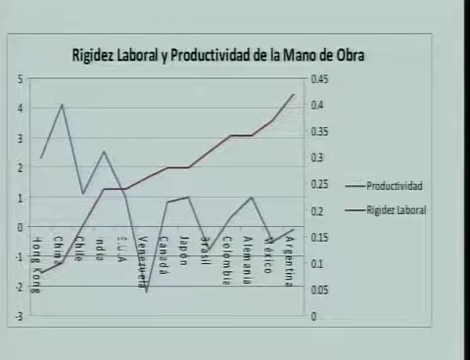 Rigidez Laboral y Productividad de la Mano de Obra
5
4
3
2
1
0
-1
-2
-3
0.45
0.4
0.35
0.3
0.25
0.2
0.15
0.1
0.05
0
Hong Kong
China
Chile
India
E.U.A
Venezuela
Canadá
Japón
Brasil
Colombia
Alemania
México
Argentina
Productividad
Rigidez Laboral